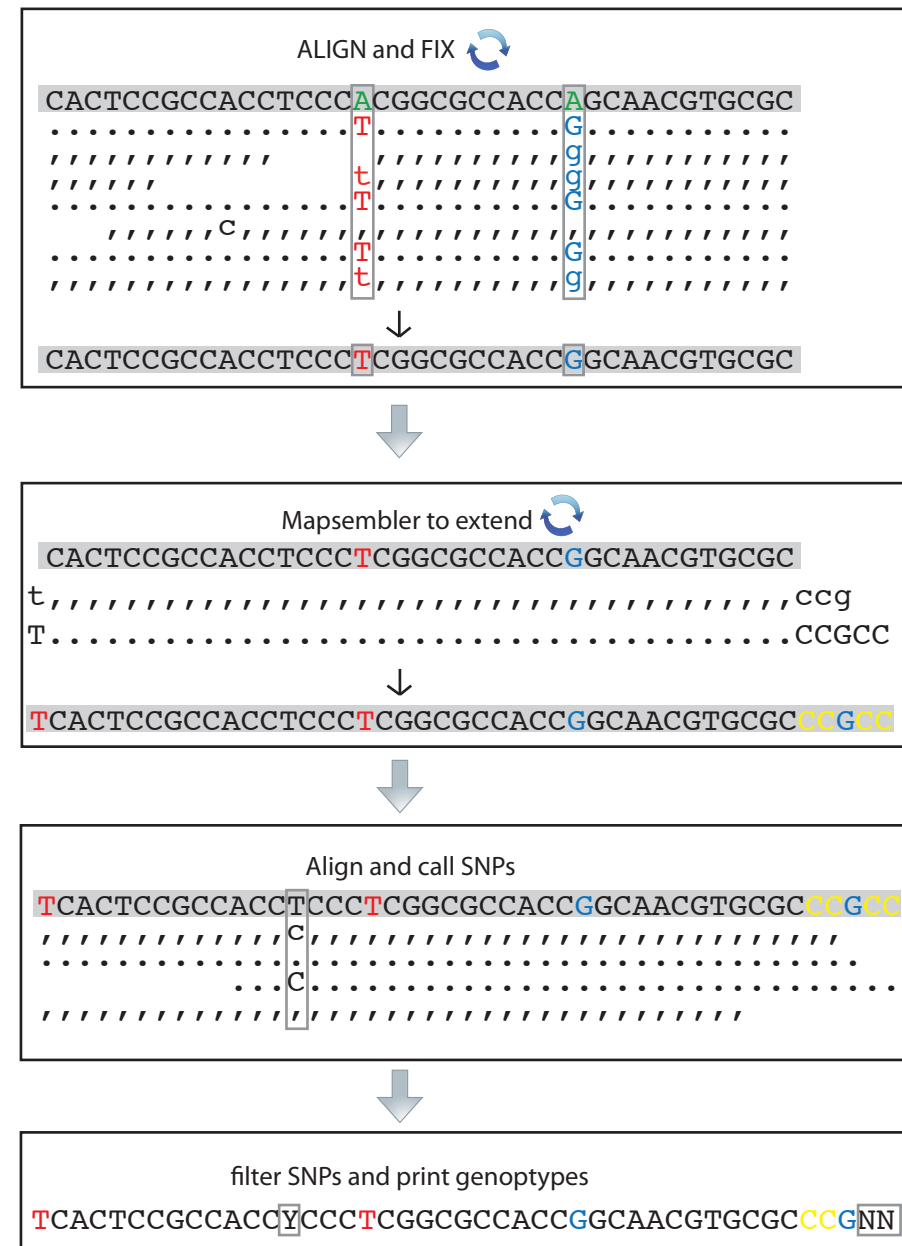 ALIGN and FIX
CACTCCGCCACCTCCCACGGCGCCACCAGCAACGTGCGC
................T..........G...........
,,,,,,,,,,,,     ,,,,,,,,,,g,,,,,,,,,,,
,,,,,,          t,,,,,,,,,,g,,,,,,,,,,,
................T..........G...........
   ,,,,,,c,,,,,,,,,,,,,,,,,,,,,,,,,,,,,
................T..........G...........
,,,,,,,,,,,,,,,,t,,,,,,,,,,g,,,,,,,,,,,
↓
CACTCCGCCACCTCCCTCGGCGCCACCGGCAACGTGCGC
Mapsembler to extend
CACTCCGCCACCTCCCTCGGCGCCACCGGCAACGTGCGC
t,,,,,,,,,,,,,,,,,,,,,,,,,,,,,,,,,,,,,,,ccg
T.......................................CCGCC
↓
TCACTCCGCCACCTCCCTCGGCGCCACCGGCAACGTGCGCCCGCC
Align and call SNPs
TCACTCCGCCACCTCCCTCGGCGCCACCGGCAACGTGCGCCCGCC
,,,,,,,,,,,,,c,,,,,,,,,,,,,,,,,,,,,,,,,,,,
...........................................
          ...C...............................
,,,,,,,,,,,,,,,,,,,,,,,,,,,,,,,,,,,,,
filter SNPs and print genoptypes
TCACTCCGCCACCYCCCTCGGCGCCACCGGCAACGTGCGCCCGNN